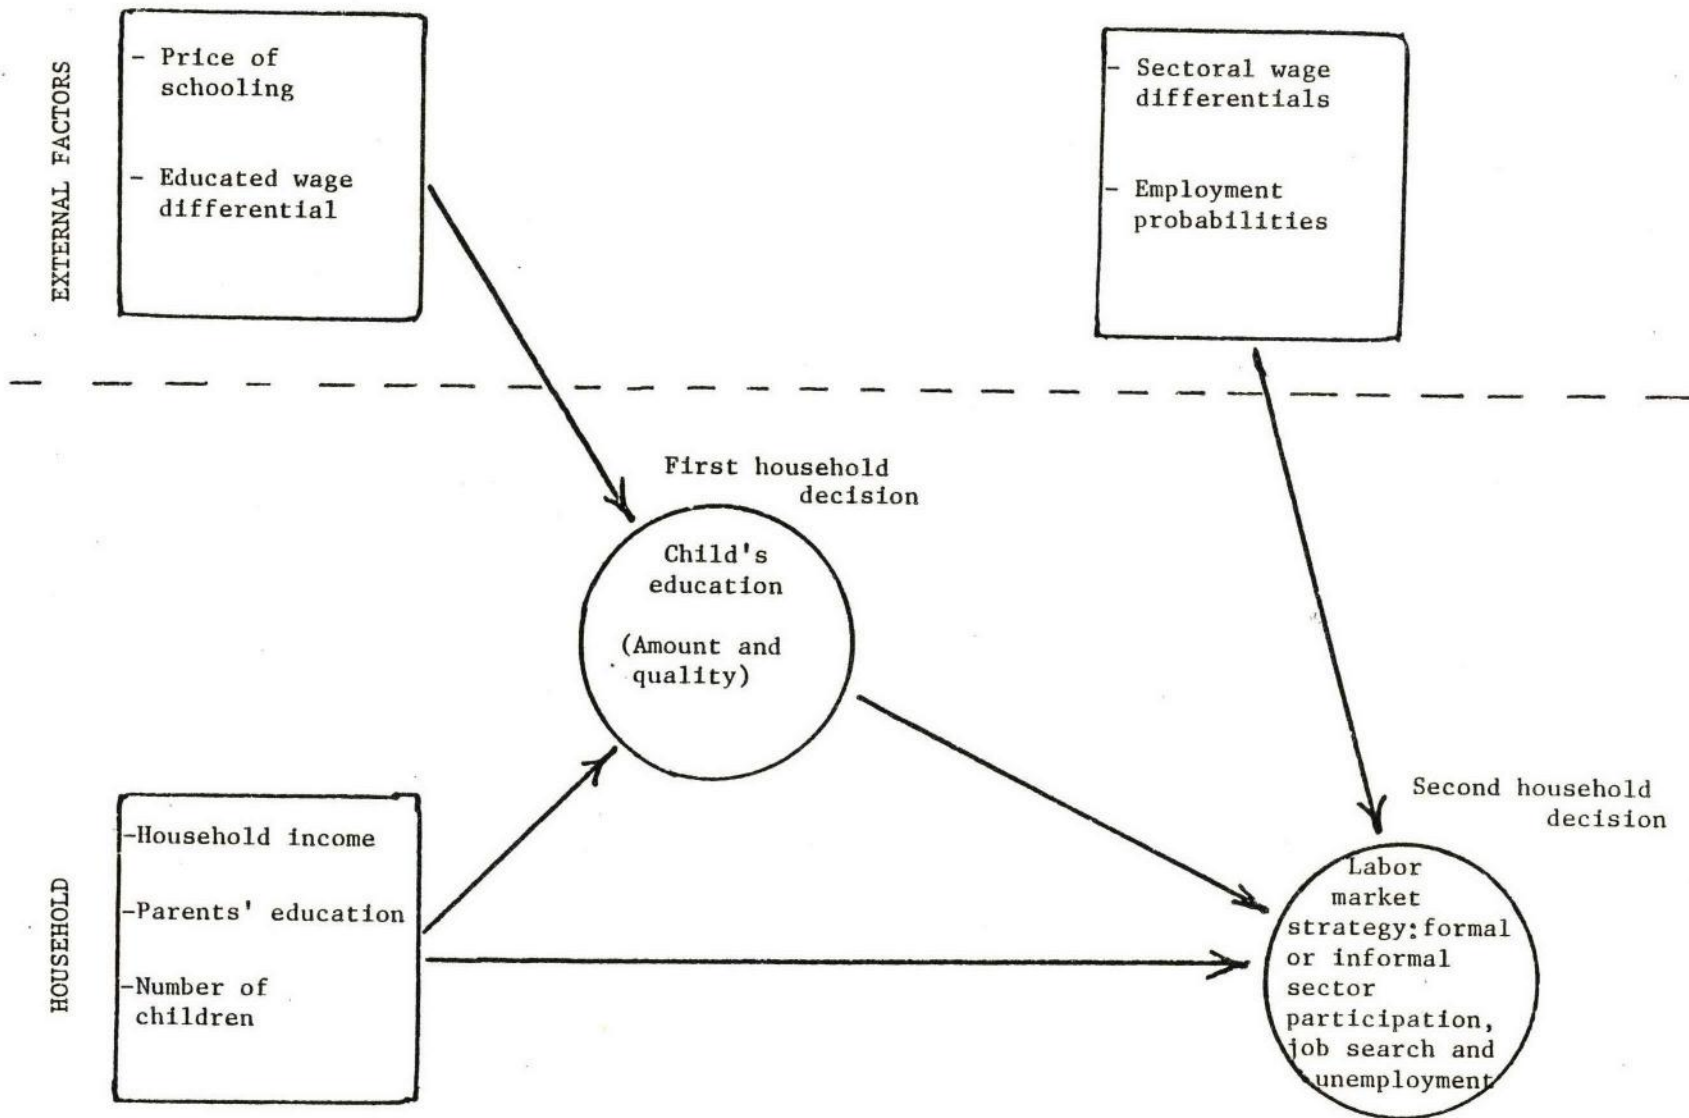 EXTERNAL FACTORS
- Price of
schooling
- Educated wage
differential
- Sectoral wage
differentials
- Employment
probabilities
First household
decision
Child's
education
(Amount and
quality)
Second household
decision
Labor
market
strategy: formal
or informal
sector
participation,
job search and
unemployment
HOUSEHOLD
-Household income
-Parents' education
-Number of
children